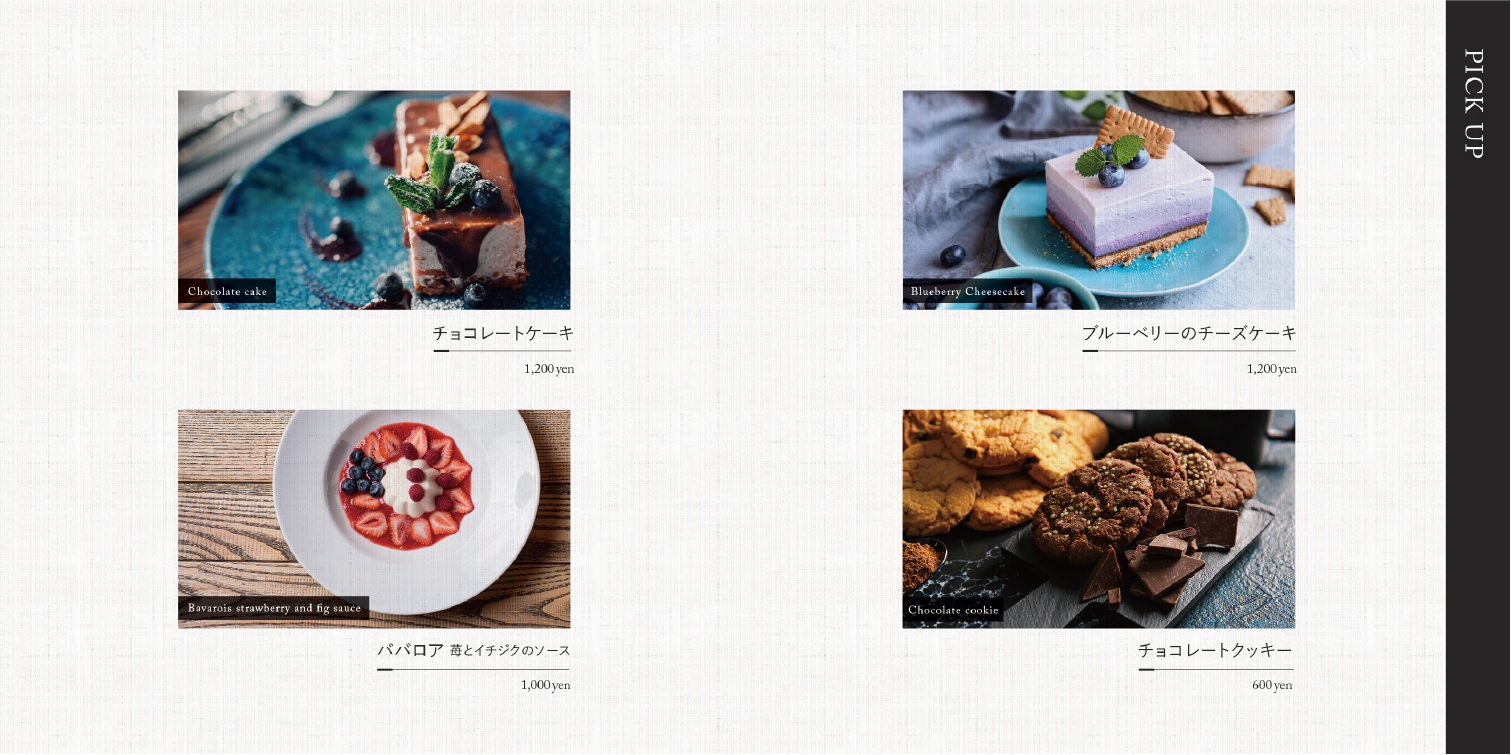 PICK UP
Chocolate cake
チョコレートケーキ
1,200 yen
Blueberry Cheesecake
ブルーベリーのチーズケーキ
1,200 yen
Bavarois strawberry and fig sauce
ババロア 苺とイチジクのソース
1,000 yen
Chocolate cookie
チョコレートクッキー
600 yen